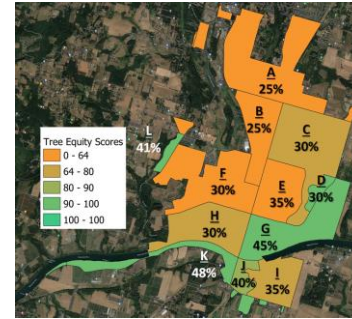 A
25%
B
25%
C
30%
L
41%
Tree Equity Scores
0 - 64
64 - 80
80 - 90
90 - 100
100 - 100
F
30%
E
35%
D
30%
H
30%
G
45%
K
48%
J
40%
I
35%